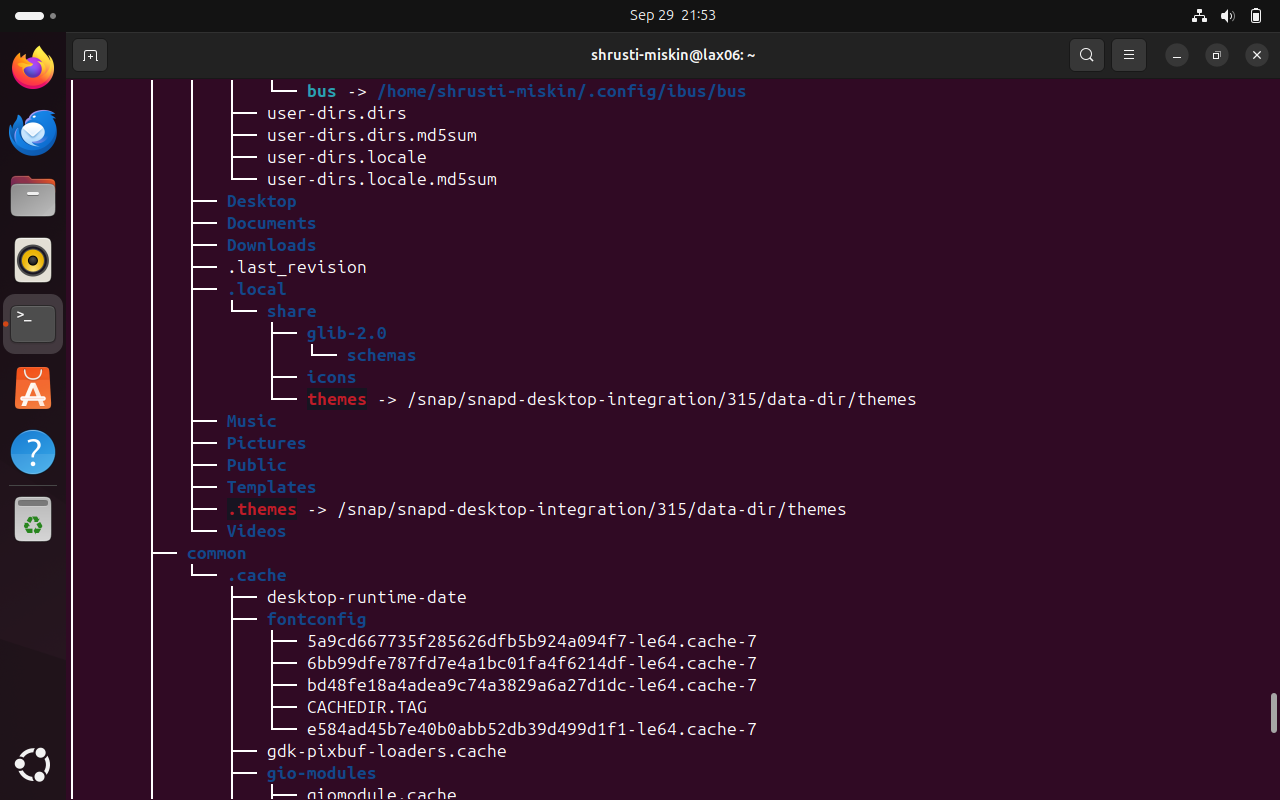 Sep 29 21:53
shrusti-miskin@lax06: ~
bus -> /home/shrusti-miskin/.config/ibus/bus
user-dirs.dirs
user-dirs.dirs.md5sum
user-dirs.locale
user-dirs.locale.md5sum
Desktop
Documents
Downloads
.last_revision
.local
share
glib-2.0
schemas
icons
themes -> /snap/snapd-desktop-integration/315/data-dir/themes
Music
Pictures
Public
Templates
.themes -> /snap/snapd-desktop-integration/315/data-dir/themes
Videos
common
.cache
desktop-runtime-date
fontconfig
5a9cd667735f285626dfb5b924a094f7-le64.cache-7
6bb99dfe787fd7e4a1bc01fa4f6214df-le64.cache-7
bd48fe18a4adea9c74a3829a6a27d1dc-le64.cache-7
CACHEDIR.TAG
e584ad45b7e40b0abb52db39d499d1f1-le64.cache-7
gdk-pixbuf-loaders.cache
gio-modules
giomodule.cache